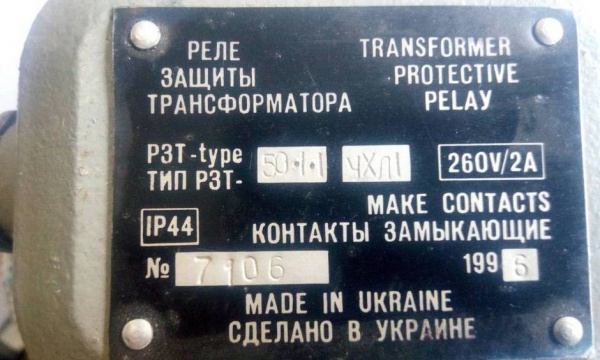 РЕЛЕ TRANSFORMER
ЗАЩИТЫ PROTECTIVE
ТРАНСФОРМАТОРА PELAY
РЗТ-type
ТИП РЗТ- 50·1·1 УХЛ1 260V/2A
MAKE CONTACTS
IP44 КОНТАКТЫ ЗАМЫКАЮЩИЕ
№ 7106 1996
MADE IN UKRAINE
СДЕЛАНО В УКРАИНЕ